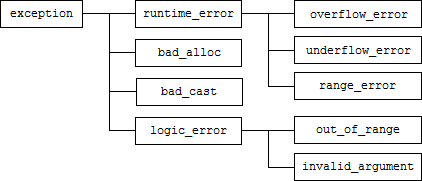 exception
runtime_error
overflow_error
bad_alloc
underflow_error
bad_cast
range_error
logic_error
out_of_range
invalid_argument